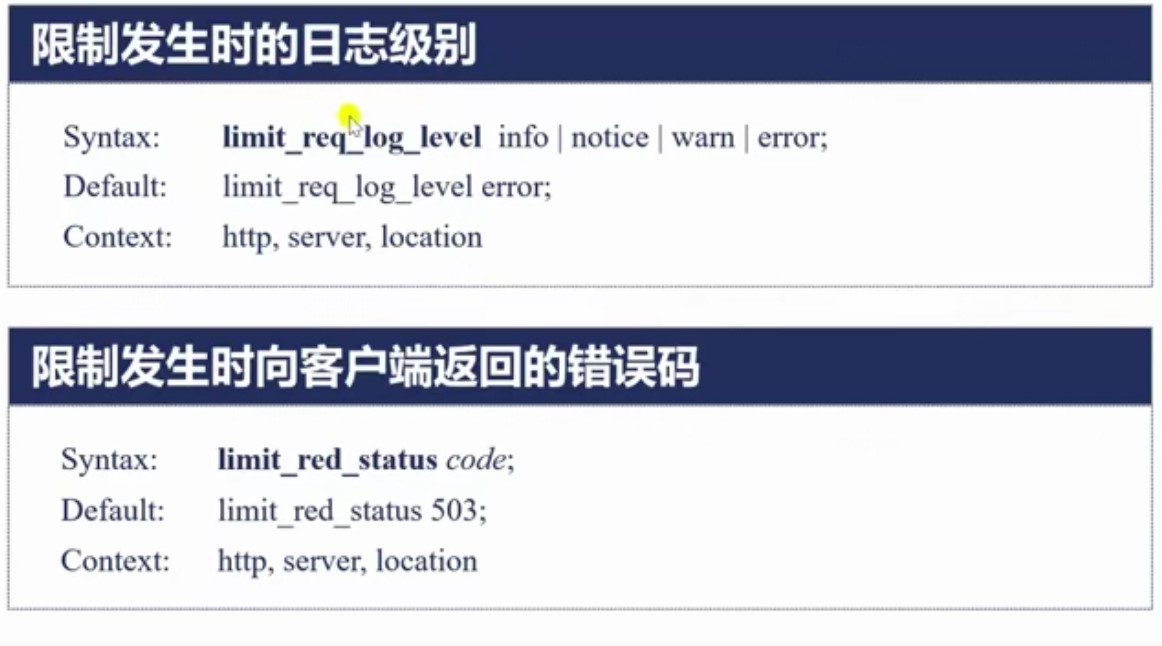 限制发生时的日志级别
Syntax: limit_req_log_level info | notice | warn | error;
Default: limit_req_log_level error;
Context: http, server, location
限制发生时向客户端返回的错误码
Syntax: limit_red_status code;
Default: limit_red_status 503;
Context: http, server, location